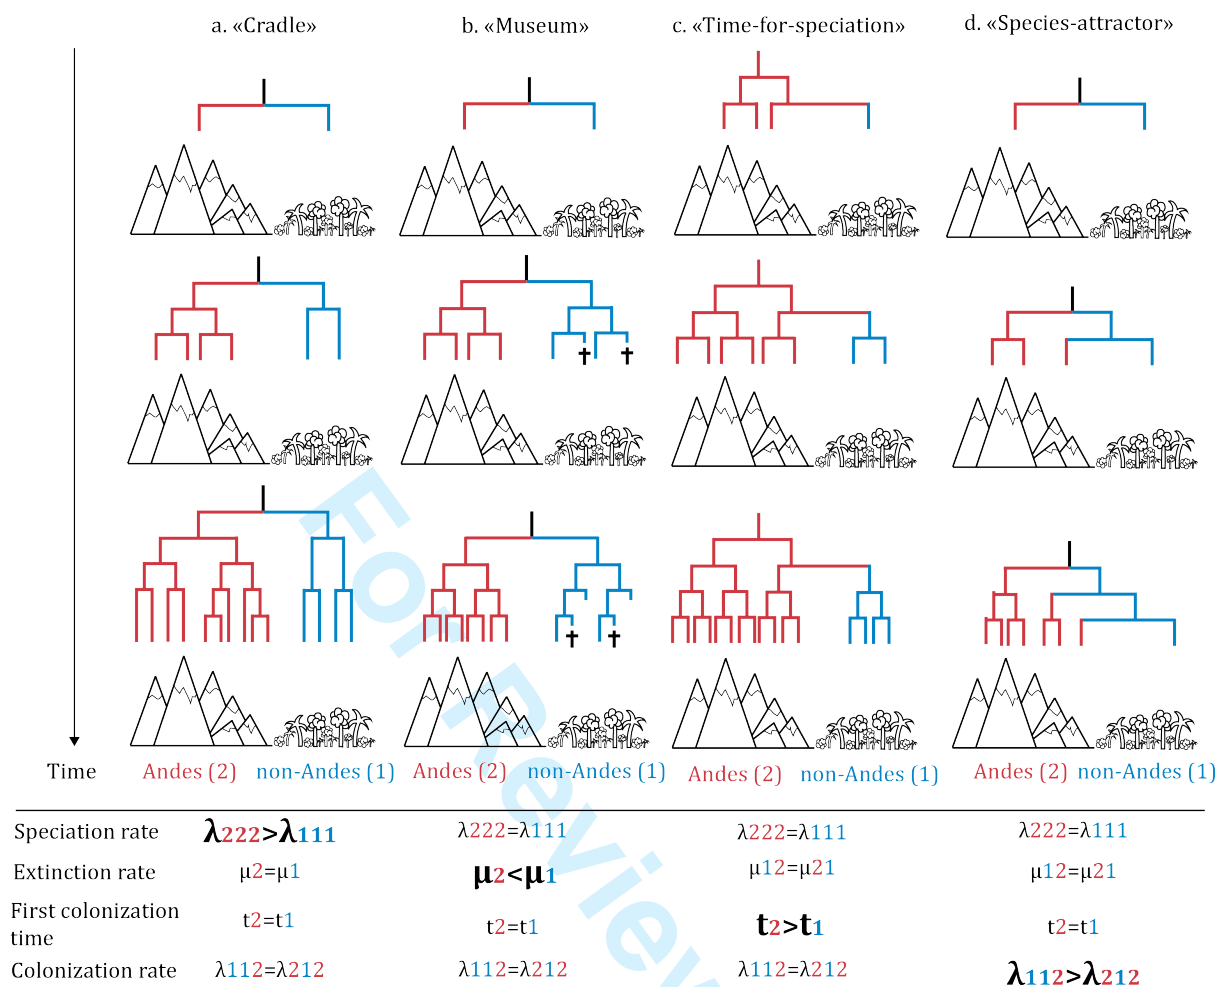 a. «Cradle» b. «Museum» c. «Time-for-speciation» d. «Species-attractor»
Time Andes (2) non-Andes (1) Andes (2) non-Andes (1) Andes (2) non-Andes (1) Andes (2) non-Andes (1)
Speciation rate λ222>λ111 λ222=λ111 λ222=λ111 λ222=λ111
Extinction rate μ2=μ1 μ2<μ1 μ12=μ21 μ12=μ21
First colonization
time t2=t1 t2=t1 t2>t1 t2=t1
Colonization rate λ112=λ212 λ112=λ212 λ112=λ212 λ112>λ212
For Review